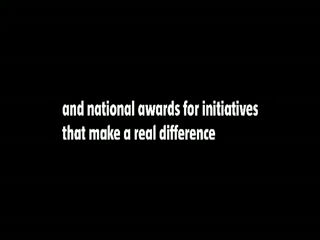 and national awards for initiatives
that make a real difference